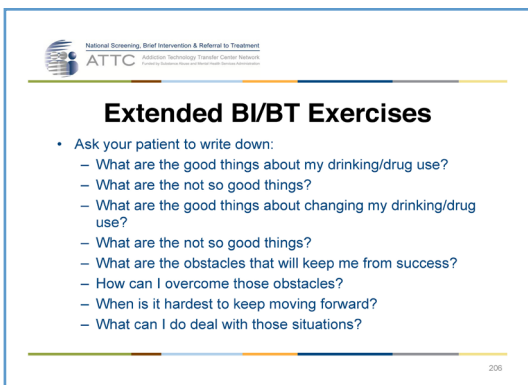 National Screening, Brief Intervention & Referral to Treatment
ATTC Addiction Technology Transfer Center Network
Funded by Substance Abuse and Mental Health Services Administration
Extended BI/BT Exercises
• Ask your patient to write down:
– What are the good things about my drinking/drug use?
– What are the not so good things?
– What are the good things about changing my drinking/drug
use?
– What are the not so good things?
– What are the obstacles that will keep me from success?
– How can I overcome those obstacles?
– When is it hardest to keep moving forward?
– What can I do deal with those situations?
206